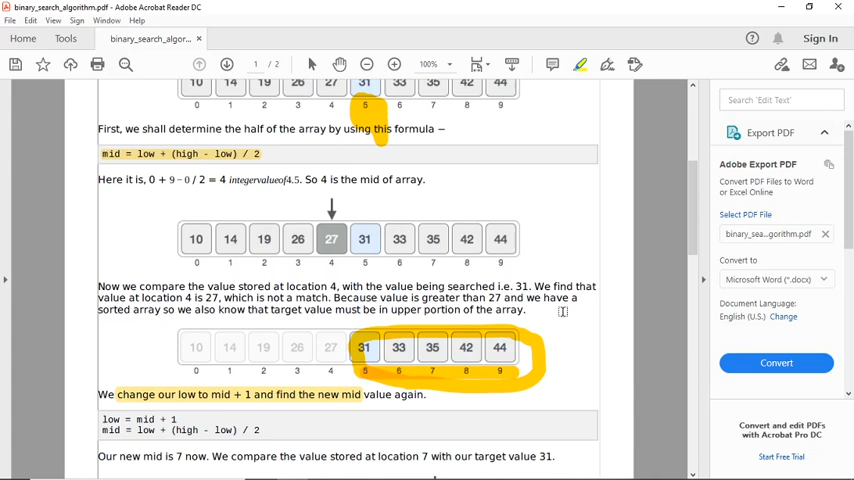 binary_search_algorithm.pdf - Adobe Acrobat Reader DC
File Edit View Sign Window Help
Home Tools binary_search_algor... × Sign In
1 / 2 100%
10 14 19 26 27 31 33 35 42 44
0 1 2 3 4 5 6 7 8 9
First, we shall determine the half of the array by using this formula −
mid = low + (high - low) / 2
Here it is, 0 + 9 − 0 / 2 = 4 integervalueof4.5. So 4 is the mid of array.
10 14 19 26 27 31 33 35 42 44
0 1 2 3 4 5 6 7 8 9
Now we compare the value stored at location 4, with the value being searched i.e. 31. We find that
value at location 4 is 27, which is not a match. Because value is greater than 27 and we have a
sorted array so we also know that target value must be in upper portion of the array.
10 14 19 26 27 31 33 35 42 44
0 1 2 3 4 5 6 7 8 9
We change our low to mid + 1 and find the new mid value again.
low = mid + 1
mid = low + (high - low) / 2
Our new mid is 7 now. We compare the value stored at location 7 with our target value 31.
Search 'Edit Text'
Export PDF
Adobe Export PDF
Convert PDF Files to Word
or Excel Online
Select PDF File
binary_sea...gorithm.pdf ×
Convert to
Microsoft Word (*.docx)
Document Language:
English (U.S.) Change
Convert
Convert and edit PDFs
with Acrobat Pro DC
Start Free Trial